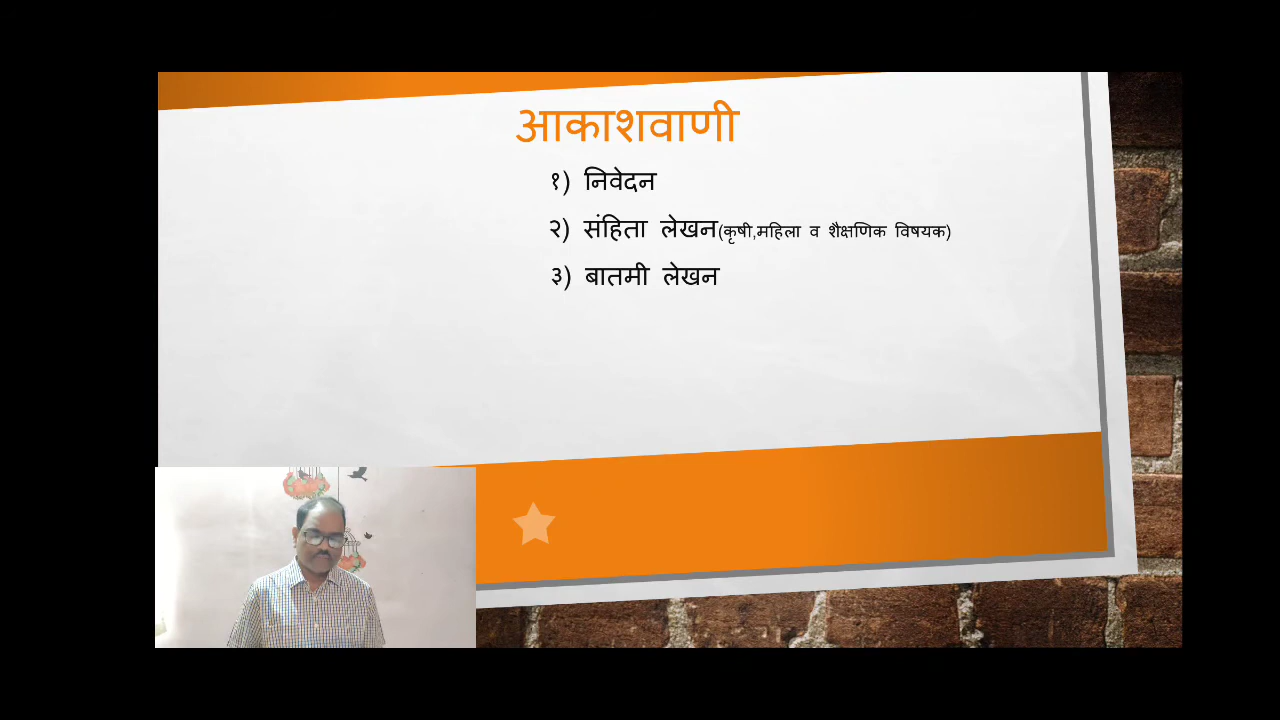 आकाशवाणी
१) निवेदन
२) संहिता लेखन(कृषी,महिला व शैक्षणिक विषयक)
३) बातमी लेखन